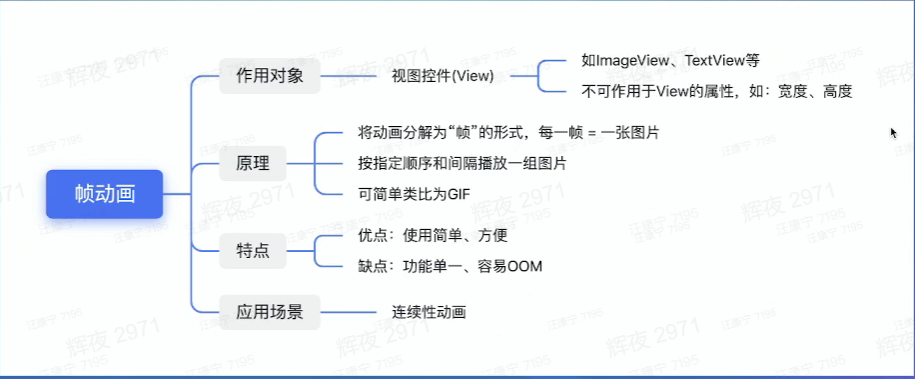 作用对象
视图控件(View)
如ImageView、TextView等
不可作用于View的属性，如：宽度、高度
将动画分解为“帧”的形式，每一帧 = 一张图片
原理
按指定顺序和间隔播放一组图片
可简单类比为GIF
帧动画
优点：使用简单、方便
特点
缺点：功能单一、容易OOM
应用场景
连续性动画
辉夜 2971
汪康宁 7195